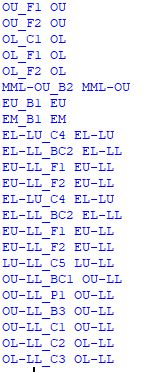 OU_F1 OU
OU_F2 OU
OL_C1 OL
OL_F1 OL
OL_F2 OL
MML-OU_B2 MML-OU
EU_B1 EU
EM_B1 EM
EL-LU_C4 EL-LU
EL-LL_BC2 EL-LL
EU-LL_F1 EU-LL
EU-LL_F2 EU-LL
EL-LU_C4 EL-LU
EL-LL_BC2 EL-LL
EU-LL_F1 EU-LL
EU-LL_F2 EU-LL
LU-LL_C5 LU-LL
OU-LL_BC1 OU-LL
OU-LL_P1 OU-LL
OU-LL_B3 OU-LL
OU-LL_C1 OU-LL
OL-LL_C2 OL-LL
OL-LL_C3 OL-LL